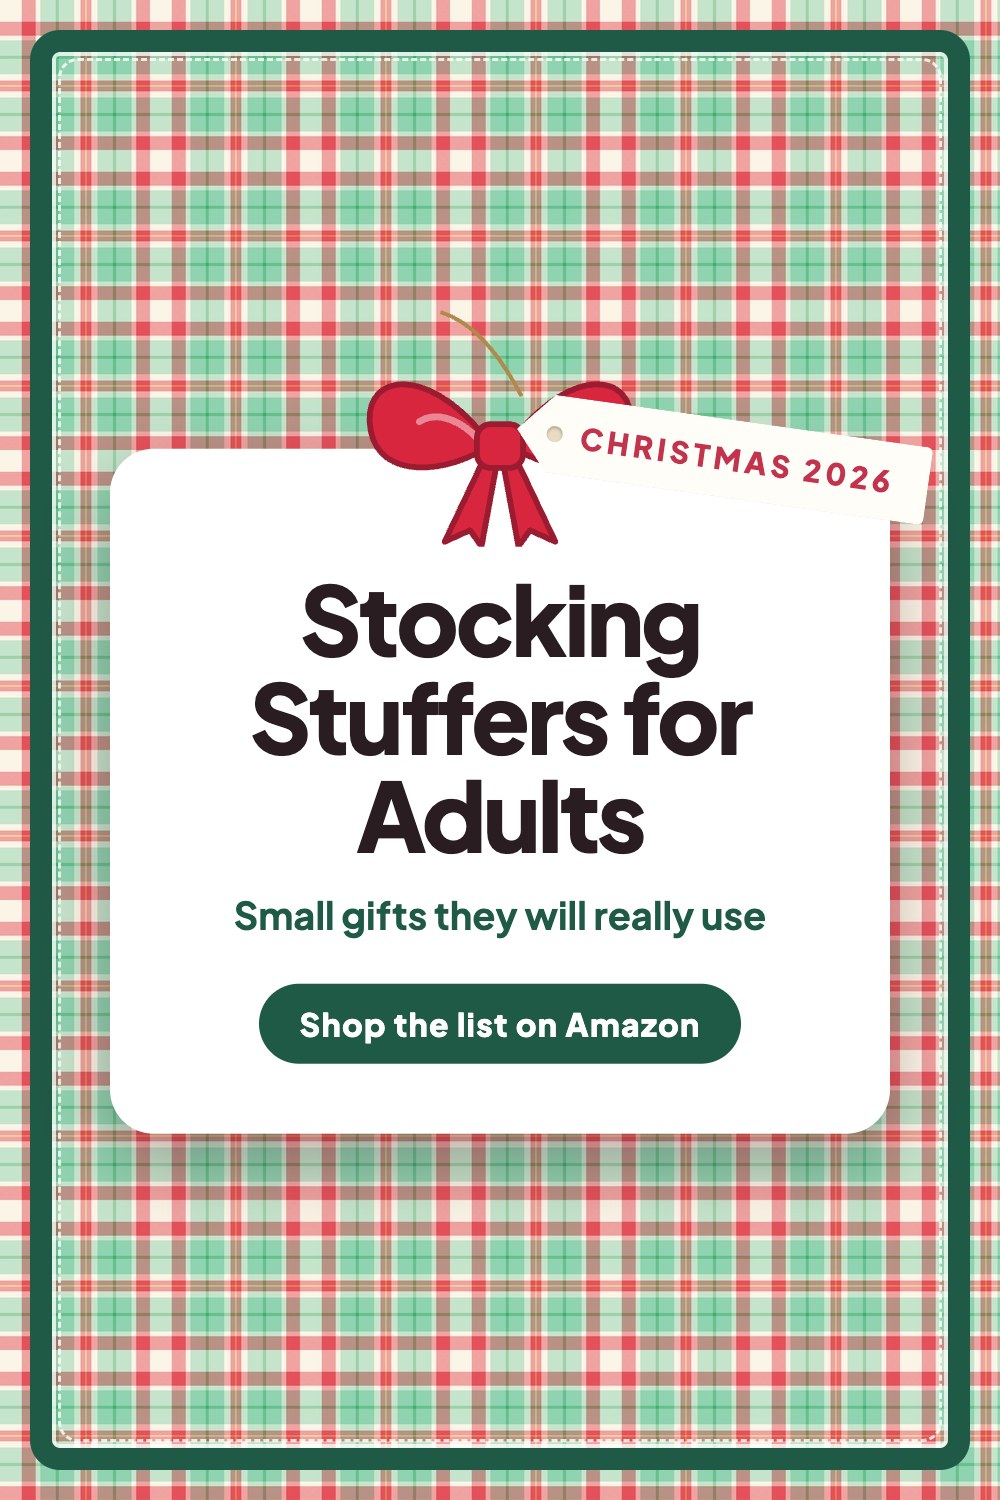 CHRISTMAS 2026
Stocking
Stuffers for
Adults
Small gifts they will really use
Shop the list on Amazon